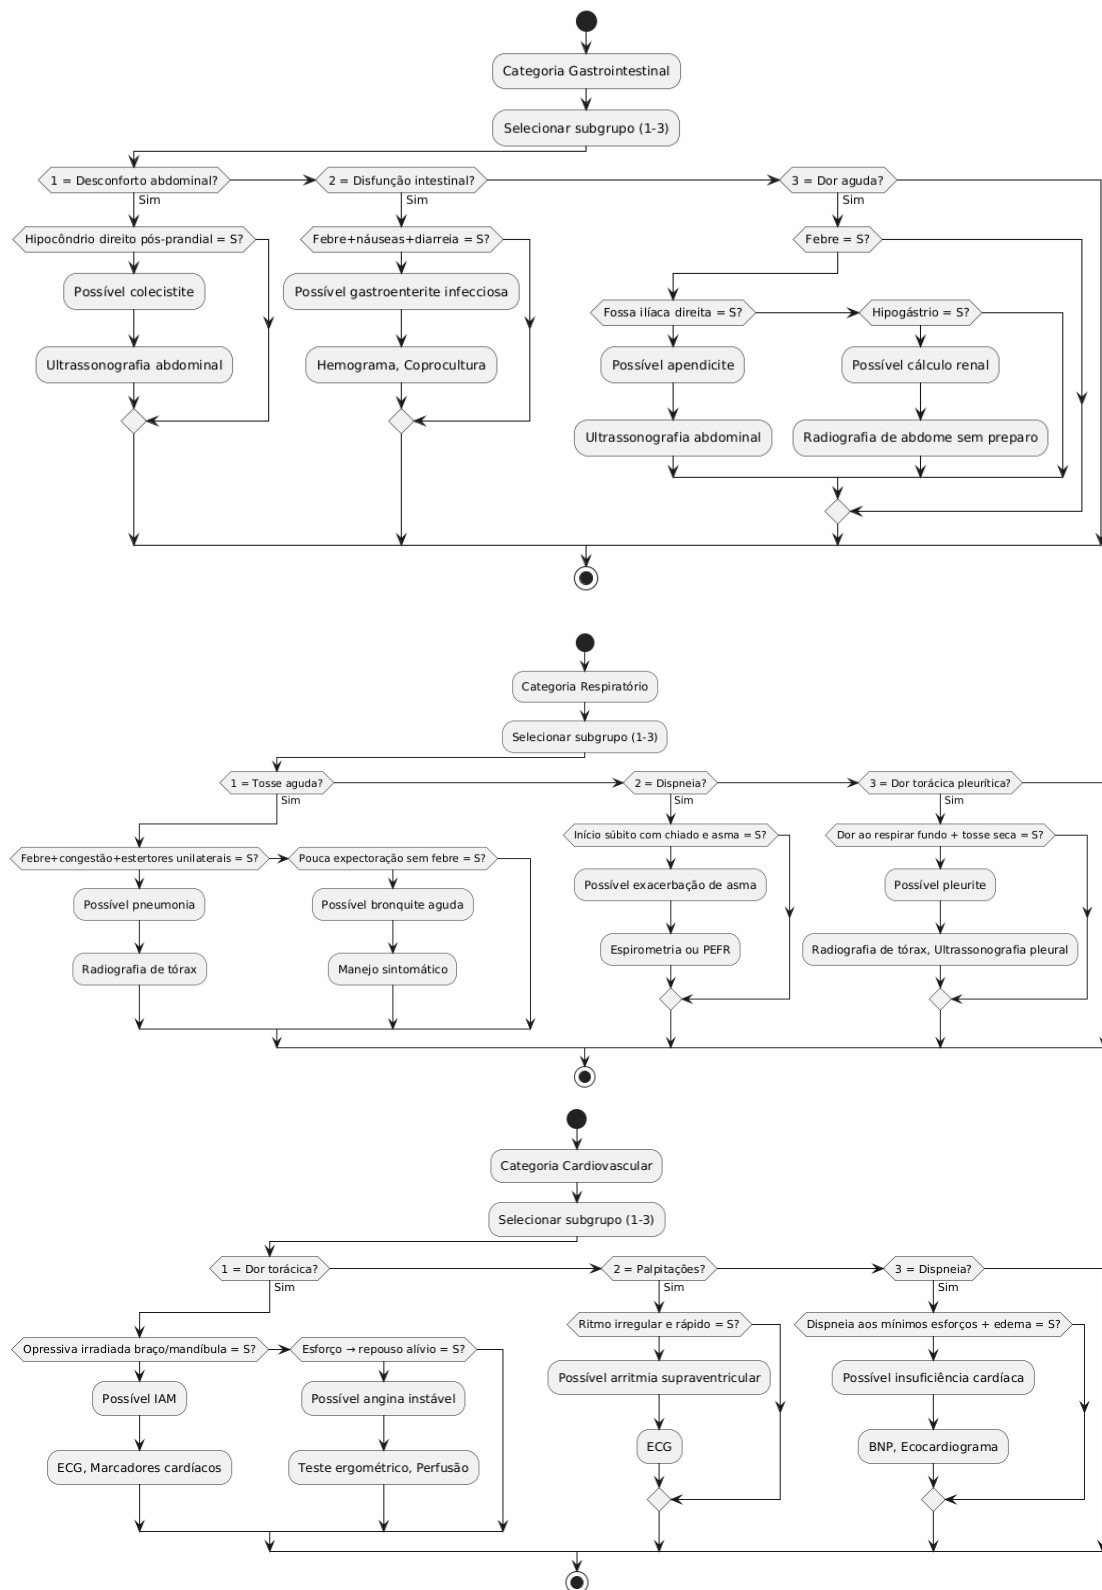 Categoria Gastrointestinal
Selecionar subgrupo (1-3)
1 = Desconforto abdominal?
2 = Disfunção intestinal?
3 = Dor aguda?
Sim
Sim
Sim
Hipocôndrio direito pós-prandial = S?
Febre+náuseas+diarreia = S?
Febre = S?
Possível colecistite
Possível gastroenterite infecciosa
Fossa ilíaca direita = S?
Hipogástrio = S?
Ultrassonografia abdominal
Hemograma, Coprocultura
Possível apendicite
Possível cálculo renal
Ultrassonografia abdominal
Radiografia de abdome sem preparo
Categoria Respiratório
Selecionar subgrupo (1-3)
1 = Tosse aguda?
2 = Dispneia?
3 = Dor torácica pleurítica?
Sim
Sim
Sim
Febre+congestão+estertores unilaterais = S?
Pouca expectoração sem febre = S?
Início súbito com chiado e asma = S?
Dor ao respirar fundo + tosse seca = S?
Possível pneumonia
Possível bronquite aguda
Possível exacerbação de asma
Possível pleurite
Radiografia de tórax
Manejo sintomático
Espirometria ou PEFR
Radiografia de tórax, Ultrassonografia pleural
Categoria Cardiovascular
Selecionar subgrupo (1-3)
1 = Dor torácica?
2 = Palpitações?
3 = Dispneia?
Sim
Sim
Sim
Opressiva irradiada braço/mandíbula = S?
Esforço → repouso alívio = S?
Ritmo irregular e rápido = S?
Dispneia aos mínimos esforços + edema = S?
Possível IAM
Possível angina instável
Possível arritmia supraventricular
Possível insuficiência cardíaca
ECG, Marcadores cardíacos
Teste ergométrico, Perfusão
ECG
BNP, Ecocardiograma